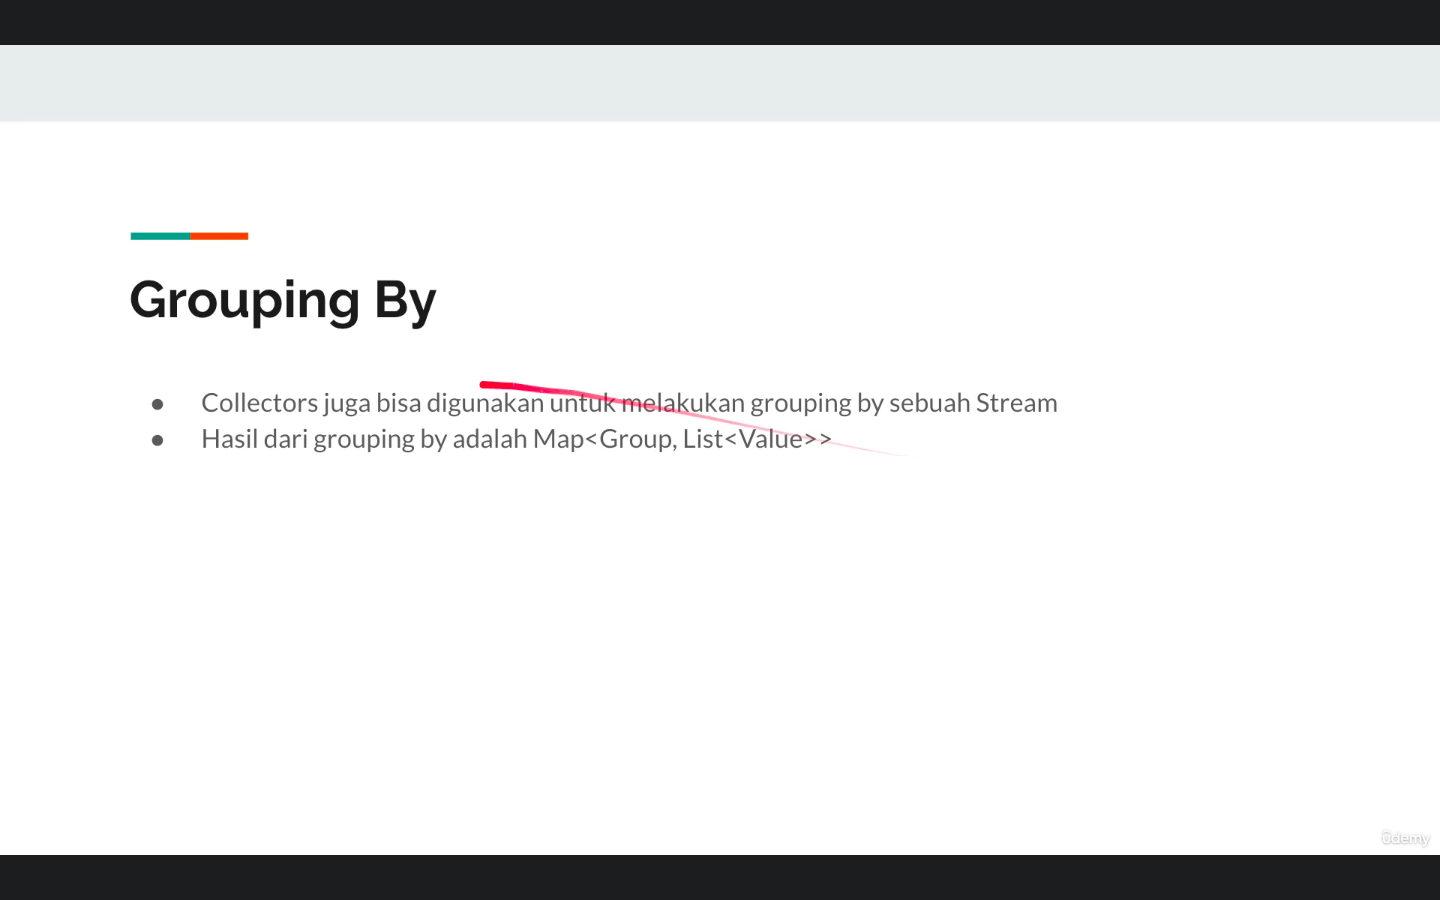 Grouping By
● Collectors juga bisa digunakan untuk melakukan grouping by sebuah Stream
● Hasil dari grouping by adalah Map<Group, List<Value>>
ûdemy